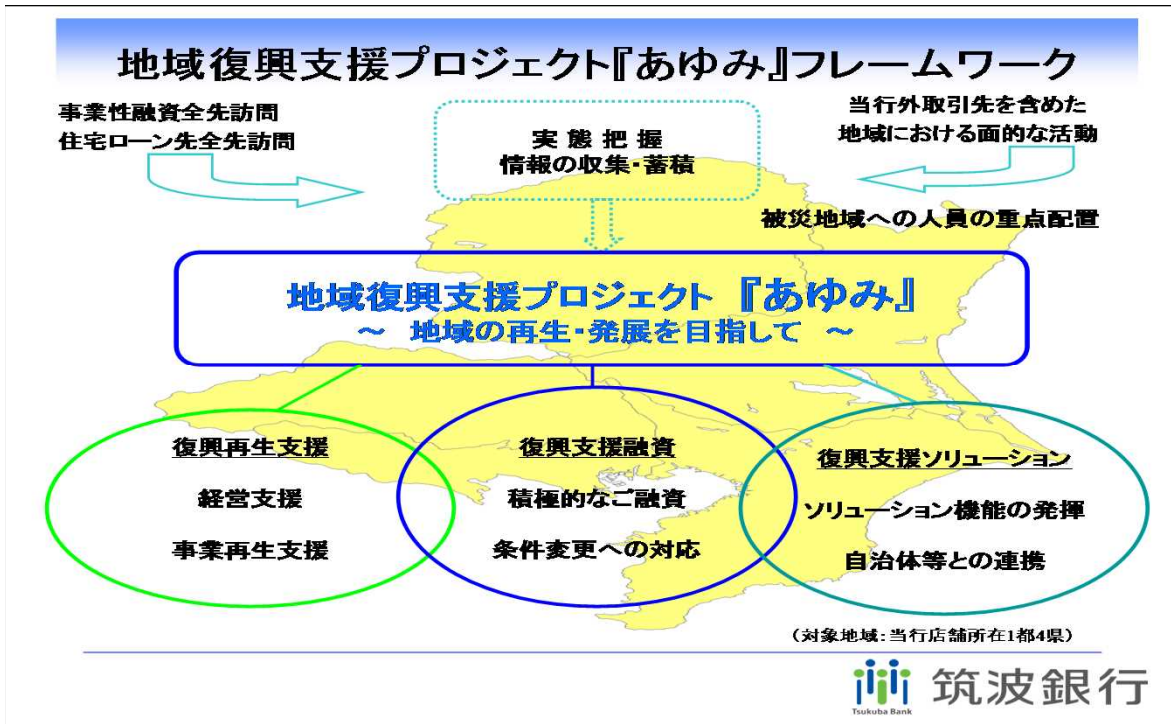 地域復興支援プロジェクト『あゆみ』フレームワーク
事業性融資全先訪問
住宅ローン先全先訪問
実態把握
情報の収集・蓄積
当行外取引先を含めた
地域における面的な活動
被災地域への人員の重点配置
地域復興支援プロジェクト『あゆみ』
～ 地域の再生・発展を目指して ～
復興再生支援
経営支援
事業再生支援
復興支援融資
積極的なご融資
条件変更への対応
復興支援ソリューション
ソリューション機能の発揮
自治体等との連携
（対象地域：当行店舗所在1都4県）
Tsukuba Bank
筑波銀行